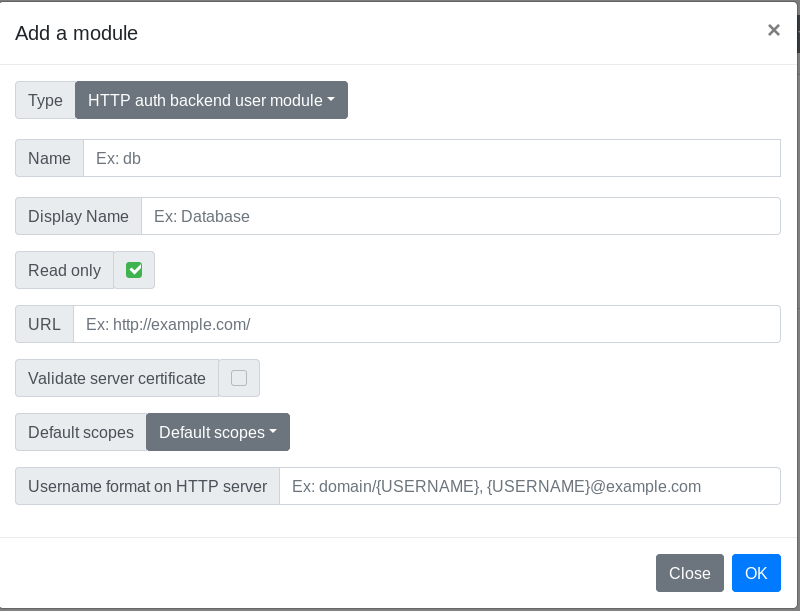 Add a module ×
Type HTTP auth backend user module
Name Ex: db
Display Name Ex: Database
Read only
URL Ex: http://example.com/
Validate server certificate
Default scopes Default scopes
Username format on HTTP server Ex: domain/{USERNAME}, {USERNAME}@example.com
Close OK